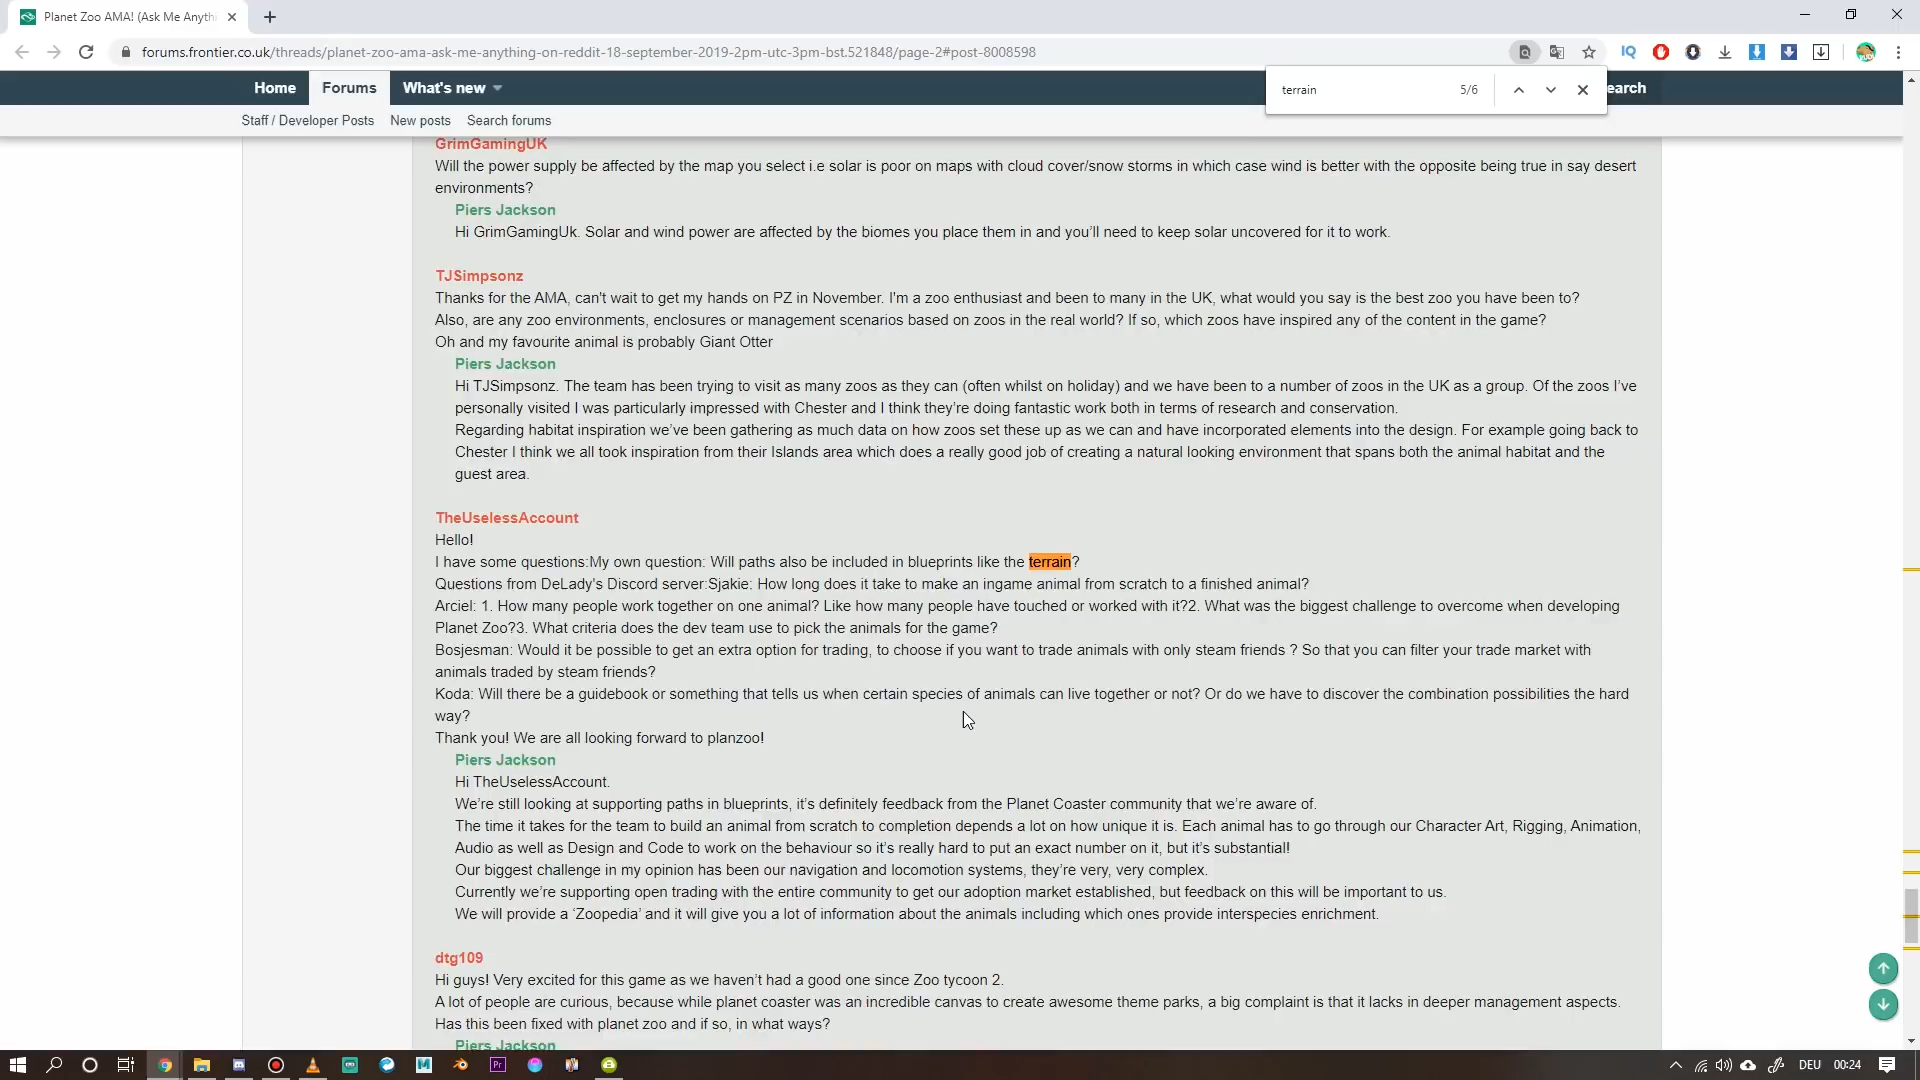 Planet Zoo AMA! (Ask Me Anythi
forums.frontier.co.uk/threads/planet-zoo-ama-ask-me-anything-on-reddit-18-september-2019-2pm-utc-3pm-bst.521848/page-2#post-8008598
IQ
Home
Forums
What's new
terrain
5/6
earch
Staff / Developer Posts
New posts
Search forums
GrimGamingUK
Will the power supply be affected by the map you select i.e solar is poor on maps with cloud cover/snow storms in which case wind is better with the opposite being true in say desert
environments?
Piers Jackson
Hi GrimGamingUk. Solar and wind power are affected by the biomes you place them in and you’ll need to keep solar uncovered for it to work.
TJSimpsonz
Thanks for the AMA, can't wait to get my hands on PZ in November. I'm a zoo enthusiast and been to many in the UK, what would you say is the best zoo you have been to?
Also, are any zoo environments, enclosures or management scenarios based on zoos in the real world? If so, which zoos have inspired any of the content in the game?
Oh and my favourite animal is probably Giant Otter
Piers Jackson
Hi TJSimpsonz. The team has been trying to visit as many zoos as they can (often whilst on holiday) and we have been to a number of zoos in the UK as a group. Of the zoos I’ve
personally visited I was particularly impressed with Chester and I think they’re doing fantastic work both in terms of research and conservation.
Regarding habitat inspiration we’ve been gathering as much data on how zoos set these up as we can and have incorporated elements into the design. For example going back to
Chester I think we all took inspiration from their Islands area which does a really good job of creating a natural looking environment that spans both the animal habitat and the
guest area.
TheUselessAccount
Hello!
I have some questions:My own question: Will paths also be included in blueprints like the terrain?
Questions from DeLady's Discord server:Sjakie: How long does it take to make an ingame animal from scratch to a finished animal?
Arciel: 1. How many people work together on one animal? Like how many people have touched or worked with it?2. What was the biggest challenge to overcome when developing
Planet Zoo?3. What criteria does the dev team use to pick the animals for the game?
Bosjesman: Would it be possible to get an extra option for trading, to choose if you want to trade animals with only steam friends ? So that you can filter your trade market with
animals traded by steam friends?
Koda: Will there be a guidebook or something that tells us when certain species of animals can live together or not? Or do we have to discover the combination possibilities the hard
way?
Thank you! We are all looking forward to planzoo!
Piers Jackson
Hi TheUselessAccount.
We’re still looking at supporting paths in blueprints, it’s definitely feedback from the Planet Coaster community that we’re aware of.
The time it takes for the team to build an animal from scratch to completion depends a lot on how unique it is. Each animal has to go through our Character Art, Rigging, Animation,
Audio as well as Design and Code to work on the behaviour so it’s really hard to put an exact number on it, but it’s substantial!
Our biggest challenge in my opinion has been our navigation and locomotion systems, they’re very, very complex.
Currently we’re supporting open trading with the entire community to get our adoption market established, but feedback on this will be important to us.
We will provide a ‘Zoopedia’ and it will give you a lot of information about the animals including which ones provide interspecies enrichment.
dtg109
Hi guys! Very excited for this game as we haven’t had a good one since Zoo tycoon 2.
A lot of people are curious, because while planet coaster was an incredible canvas to create awesome theme parks, a big complaint is that it lacks in deeper management aspects.
Has this been fixed with planet zoo and if so, in what ways?
Piers Jackson
M
Pr
DEU
00:24